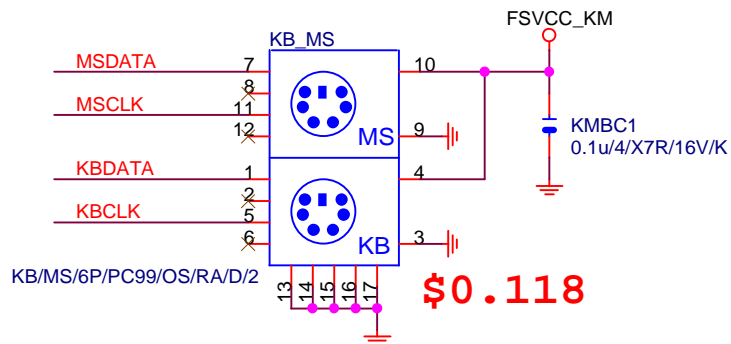 FSVCC_KM
KB_MS
MSDATA 7 10
8
MSCLK 11
12 MS 9
KMBC1
0.1u/4/X7R/16V/K
KBDATA 1 4
2
KBCLK 5
6 KB 3
KB/MS/6P/PC99/OS/RA/D/2
13 14 15 16 17
$0.118